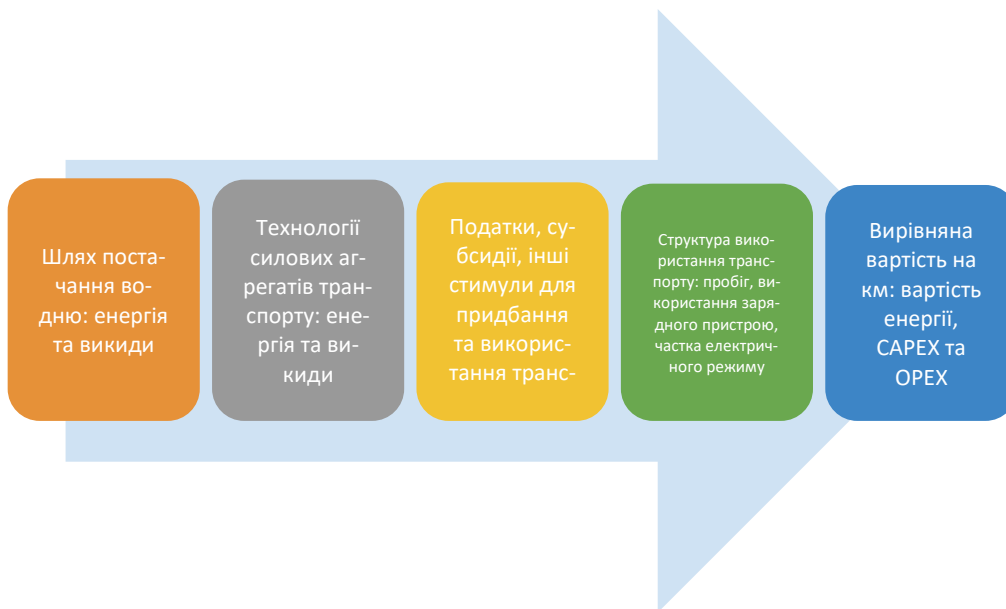 Шлях поста-
чання во-
дню: енергія
та викиди
Технології
силових аг-
регатів тран-
спорту: ене-
ргія та ви-
киди
Податки, су-
бсидії, інші
стимули для
придбання
та викорис-
тання транс-
Структура вико-
ристання транс-
порту: пробіг, ви-
користання заря-
дного пристрою,
частка електрич-
ного режиму
Вирівняна
вартість на
км: вартість
енергії,
CAPEX та
OPEX